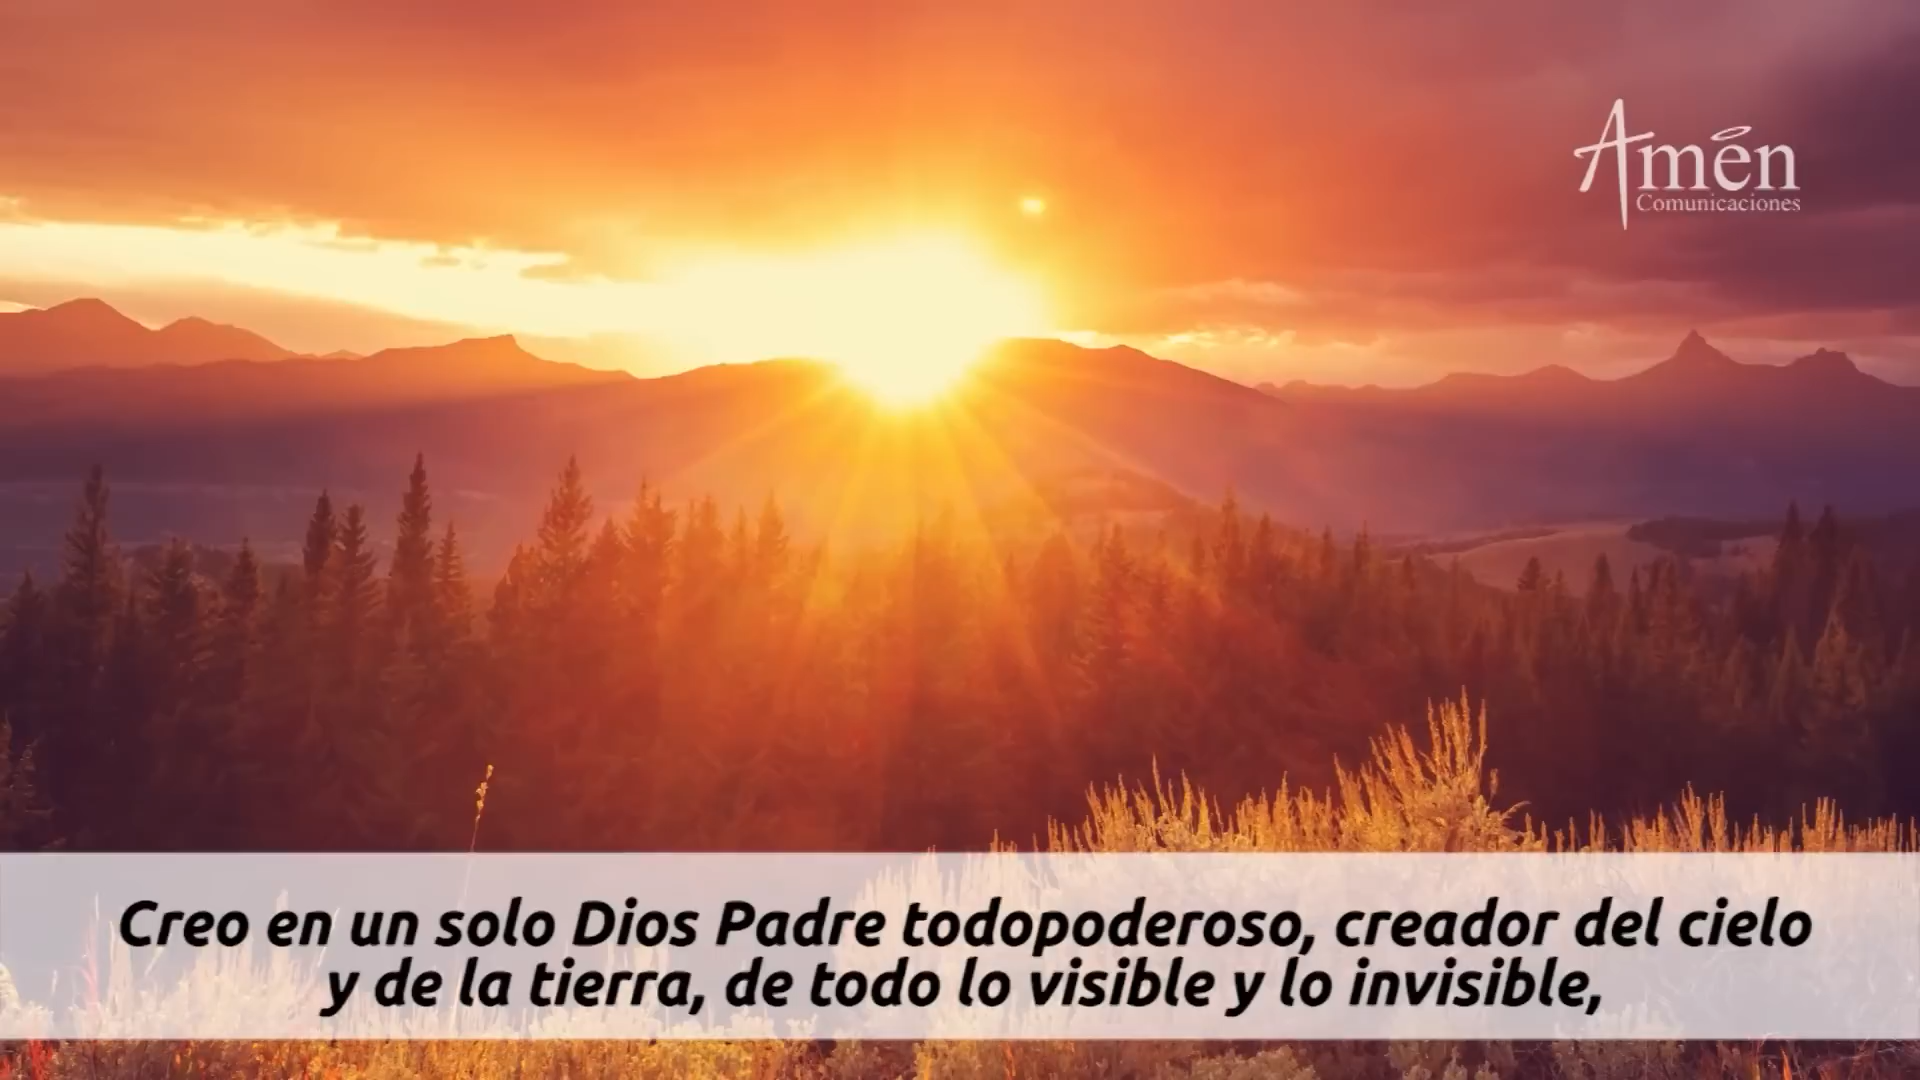 Amén
Comunicaciones
Creo en un solo Dios Padre todopoderoso, creador del cielo
y de la tierra, de todo lo visible y lo invisible,